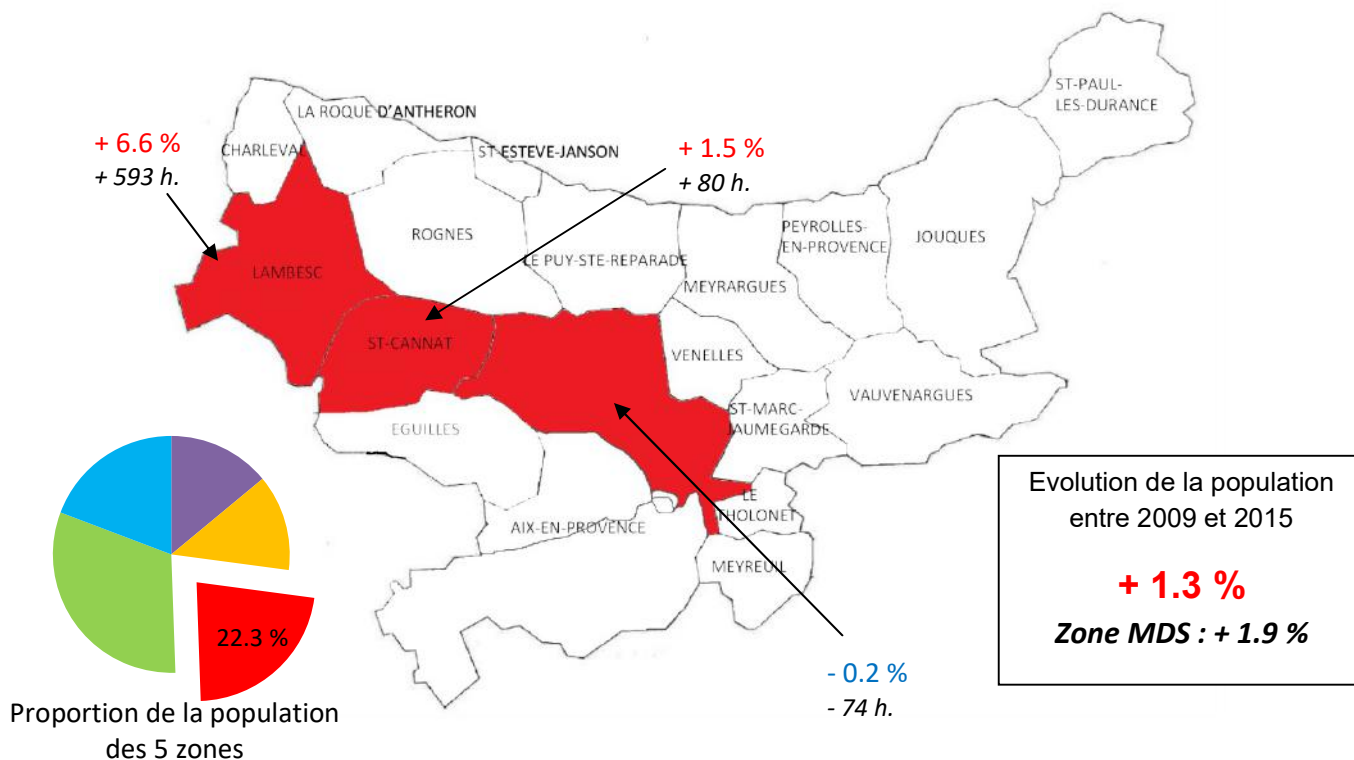 ST-PAUL-
LES-DURANCE
LA ROQUE D'ANTHERON
+ 6.6 %
+ 593 h.
CHARLEVAL
ST-ESTEVE-JANSON
+ 1.5 %
+ 80 h.
ROGNES
PEYROLLES-
EN-PROVENCE
JOUQUES
LE PUY-STE-REPARADE
LAMBESC
MEYRARGUES
ST-CANNAT
VENELLES
VAUVENARGUES
ST-MARC-
JAUMEGARDE
EGUILLES
LE
THOLONET
AIX-EN-PROVENCE
MEYREUIL
Evolution de la population
entre 2009 et 2015
+ 1.3 %
Zone MDS : + 1.9 %
22.3 %
- 0.2 %
- 74 h.
Proportion de la population
des 5 zones